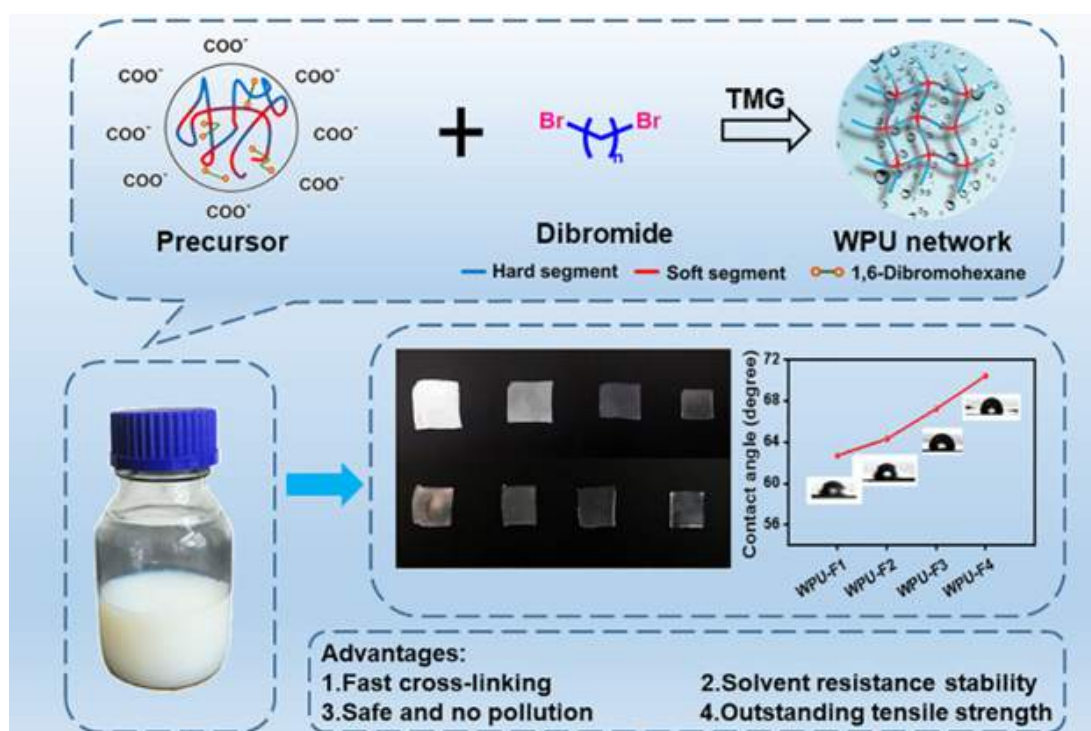 COO⁻
COO⁻
COO⁻
COO⁻
COO⁻
COO⁻
COO⁻
COO⁻
COO⁻
Precursor
+
Br
Br
n
Dibromide
TMG
WPU network
Hard segment
Soft segment
1,6-Dibromohexane
Contact angle (degree)
72
68
64
60
56
WPU-F1
WPU-F2
WPU-F3
WPU-F4
Advantages:
1.Fast cross-linking
2.Solvent resistance stability
3.Safe and no pollution
4.Outstanding tensile strength